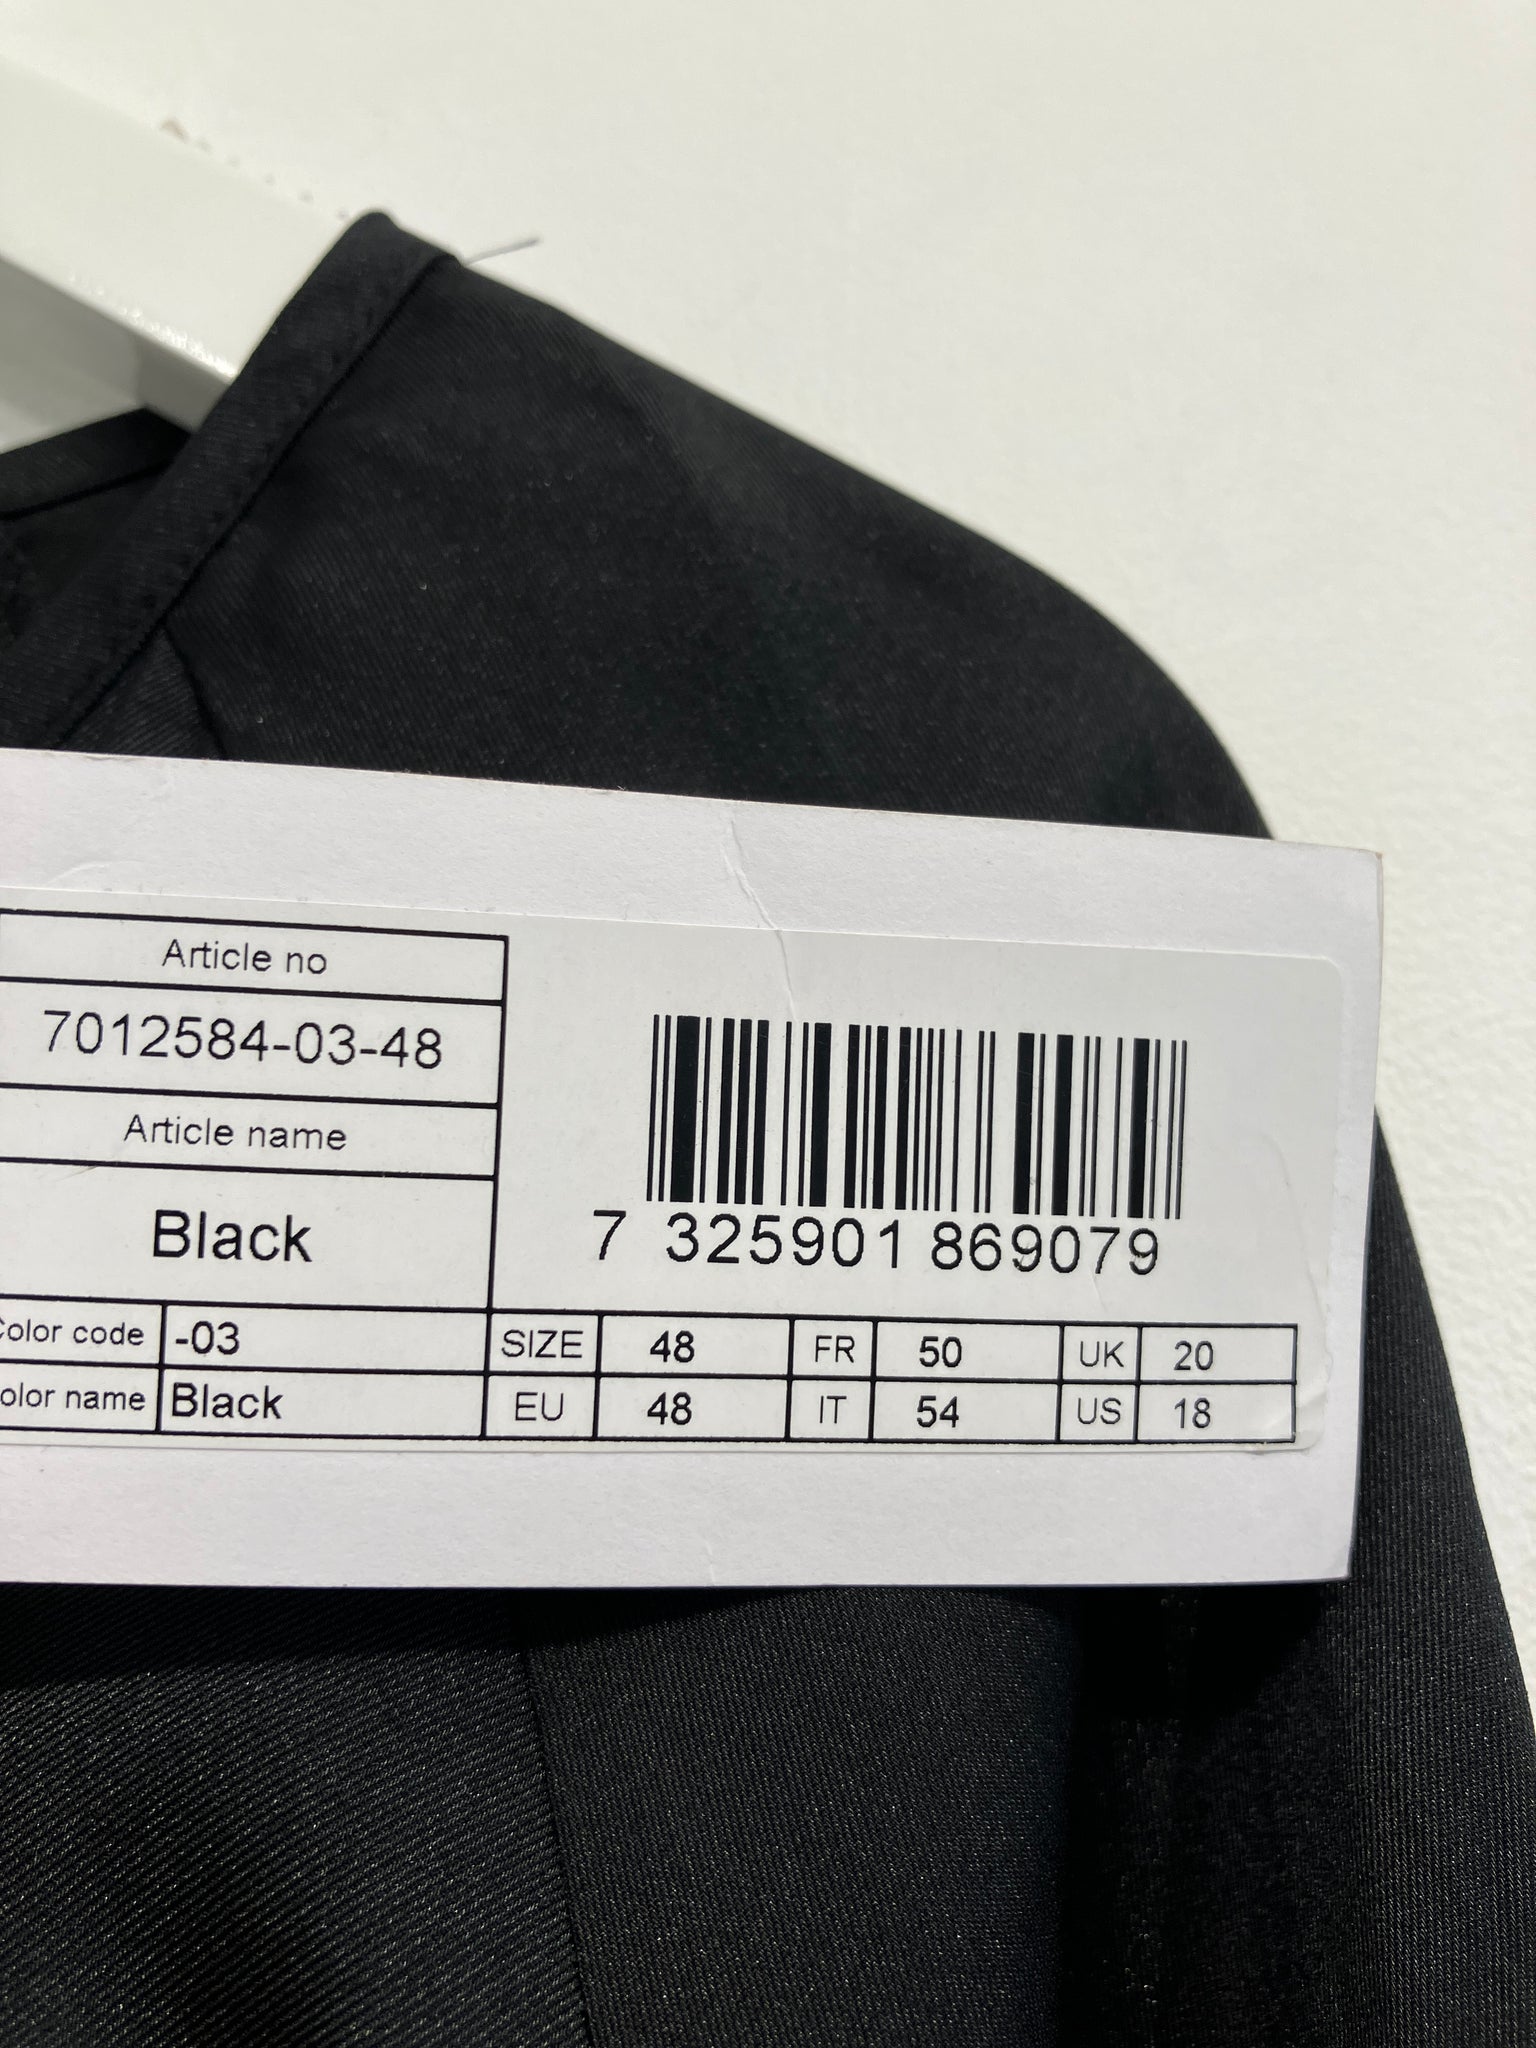 Article no
7012584-03-48
Article name
Black
7 325901 869079
Color code -03 SIZE 48 FR 50 UK 20
olor name Black EU 48 IT 54 US 18